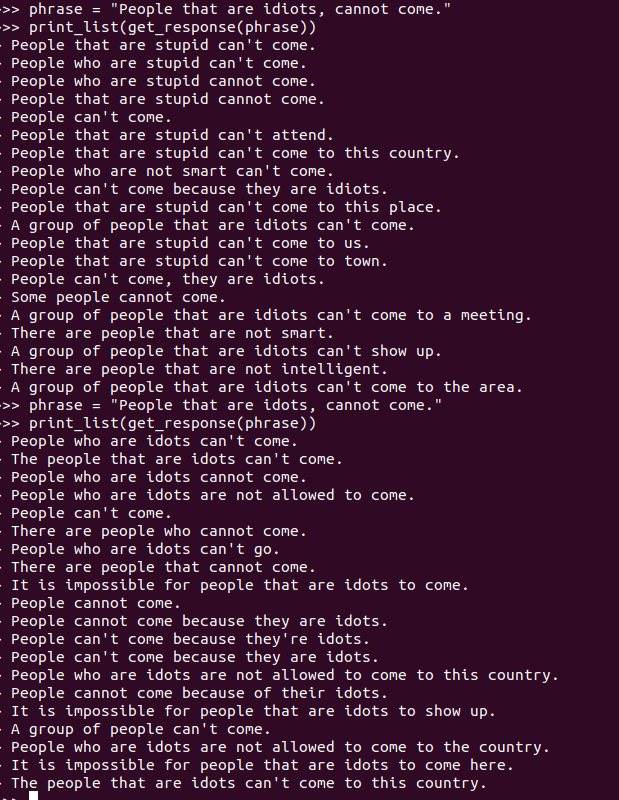 >>> phrase = "People that are idiots, cannot come."
>>> print_list(get_response(phrase))
- People that are stupid can't come.
- People who are stupid can't come.
- People who are stupid cannot come.
- People that are stupid cannot come.
- People can't come.
- People that are stupid can't attend.
- People that are stupid can't come to this country.
- People who are not smart can't come.
- People can't come because they are idiots.
- People that are stupid can't come to this place.
- A group of people that are idiots can't come.
- People that are stupid can't come to us.
- People that are stupid can't come to town.
- People can't come, they are idiots.
- Some people cannot come.
- A group of people that are idiots can't come to a meeting.
- There are people that are not smart.
- A group of people that are idiots can't show up.
- There are people that are not intelligent.
- A group of people that are idiots can't come to the area.
>>> phrase = "People that are idots, cannot come."
>>> print_list(get_response(phrase))
- People who are idots can't come.
- The people that are idots can't come.
- People who are idots cannot come.
- People who are idots are not allowed to come.
- People can't come.
- There are people who cannot come.
- People who are idots can't go.
- There are people that cannot come.
- It is impossible for people that are idots to come.
- People cannot come.
- People cannot come because they are idots.
- People can't come because they're idots.
- People can't come because they are idots.
- People who are idots are not allowed to come to this country.
- People cannot come because of their idots.
- It is impossible for people that are idots to show up.
- A group of people can't come.
- People who are idots are not allowed to come to the country.
- It is impossible for people that are idots to come here.
- The people that are idots can't come to this country.
>>>